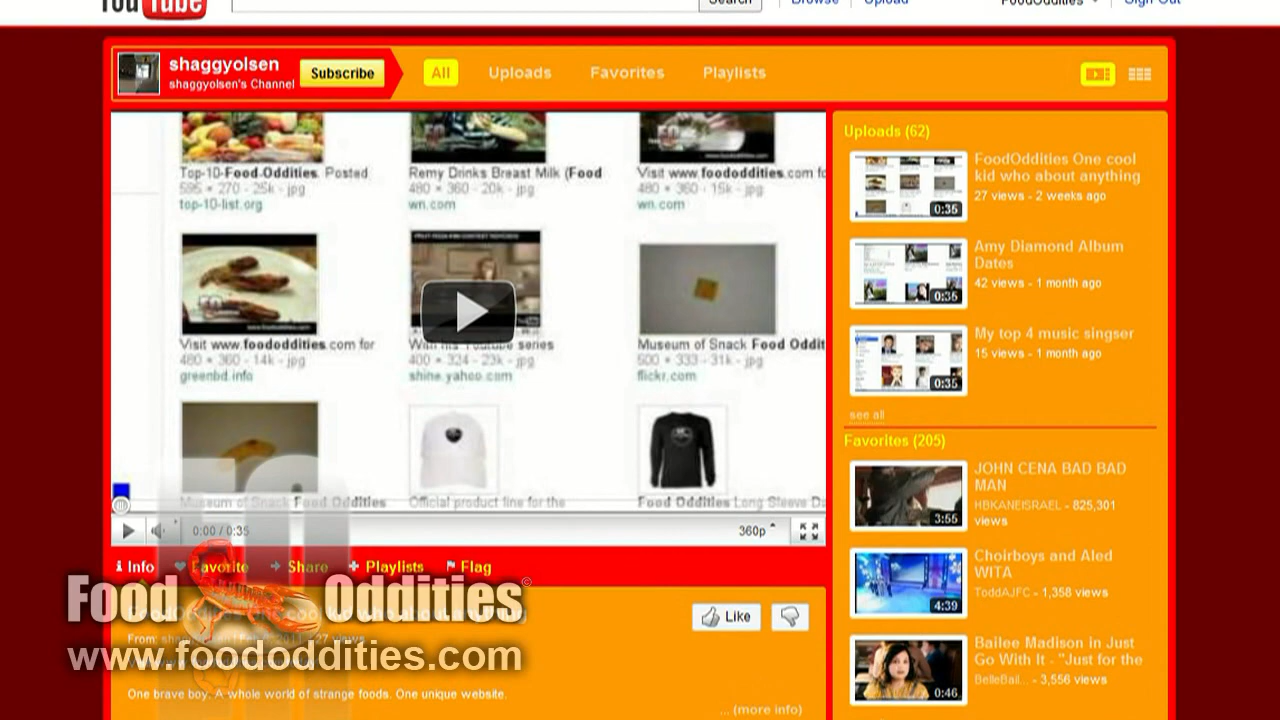 You Tube
Search
Browse
Upload
FoodOddities
Sign Out
shaggyolsen
shaggyolsen's Channel
Subscribe
All
Uploads
Favorites
Playlists
Top-10-Food-Oddities. Posted
595 × 270 - 25k - jpg
top-10-list.org
Remy Drinks Breast Milk (Food
480 × 360 - 20k - jpg
wn.com
Visit www.foododdities.com fo
480 × 360 - 15k - jpg
wn.com
Visit www.foododdities.com for
480 × 360 - 14k - jpg
greenbd.info
With his Youtube series
400 × 324 - 23k - jpg
shine.yahoo.com
Museum of Snack Food Oddit
500 × 333 - 31k - jpg
flickr.com
Museum of Snack Food Oddities
Official product line for the
Food Oddities Long Sleeve Da
0:00 / 0:35
360p
Info
Favorite
Share
Playlists
Flag
Food Oddities©
www.foododdities.com
From:
27 views
Like
One brave boy. A whole world of strange foods. One unique website.
... (more info)
Uploads (62)
FoodOddities One cool
kid who about anything
27 views - 2 weeks ago
0:35
Amy Diamond Album
Dates
42 views - 1 month ago
0:35
My top 4 music singser
15 views - 1 month ago
0:35
see all
Favorites (205)
JOHN CENA BAD BAD
MAN
HBKANEISRAEL - 825,301
views
3:55
Choirboys and Aled
WITA
ToddAJFC - 1,358 views
4:39
Bailee Madison in Just
Go With It - "Just for the
BelleBail... - 3,556 views
0:46